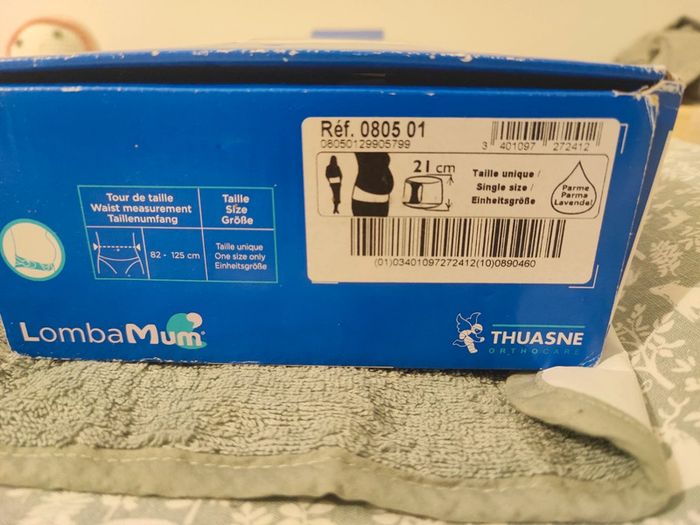 Réf. 0805 01
08050129905799
3 401097 272412
21 cm
Taille unique /
Single size /
Einheitsgröße
Parme
Parma
Lavendel
(01)03401097272412(10)0890460
Tour de taille
Waist measurement
Taillenumfang
Taille
Size
Größe
82 - 125 cm
Taille unique
One size only
Einheitsgröße
LombaMum'
THUASNE
ORTHOCARE